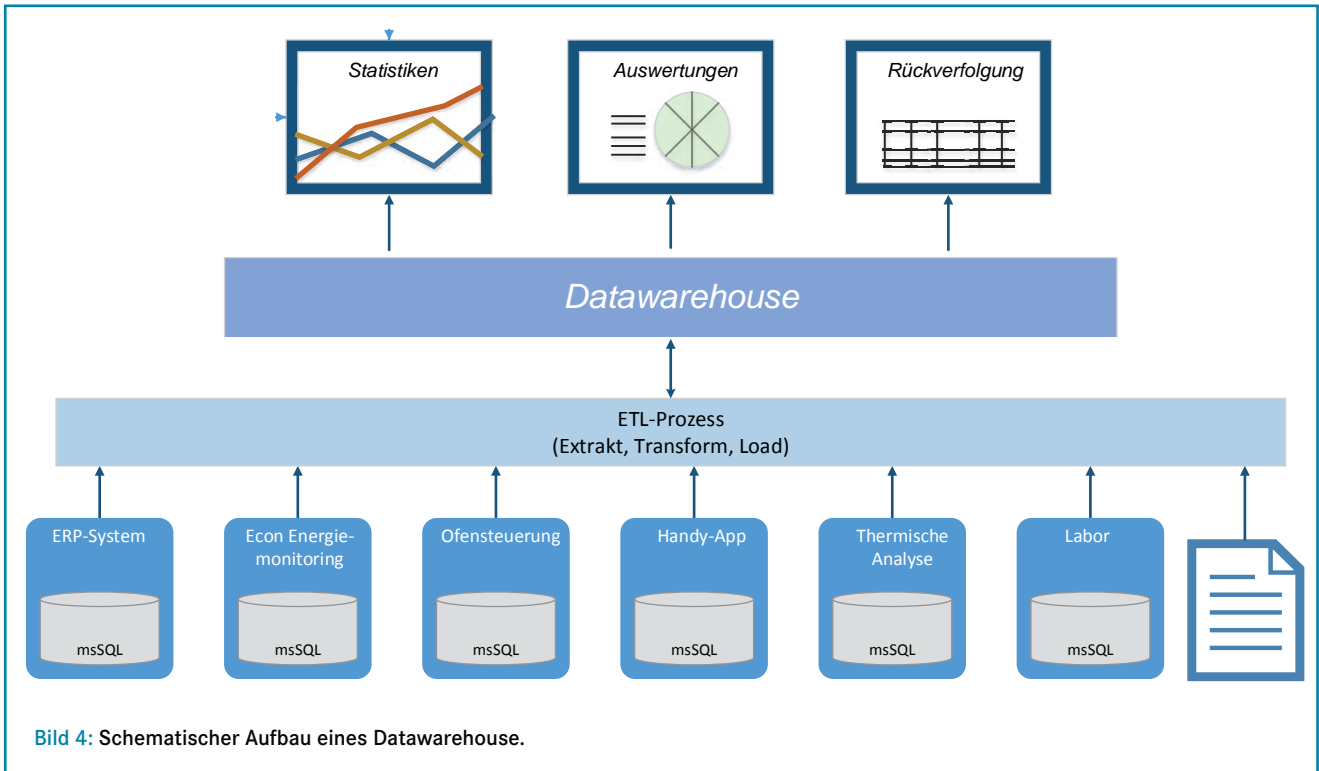 Statistiken
Auswertungen
Rückverfolgung
Datawarehouse
ETL-Prozess
(Extrakt, Transform, Load)
ERP-System
msSQL
Econ Energie-
monitoring
msSQL
Ofensteuerung
msSQL
Handy-App
msSQL
Thermische
Analyse
msSQL
Labor
msSQL
Bild 4: Schematischer Aufbau eines Datawarehouse.